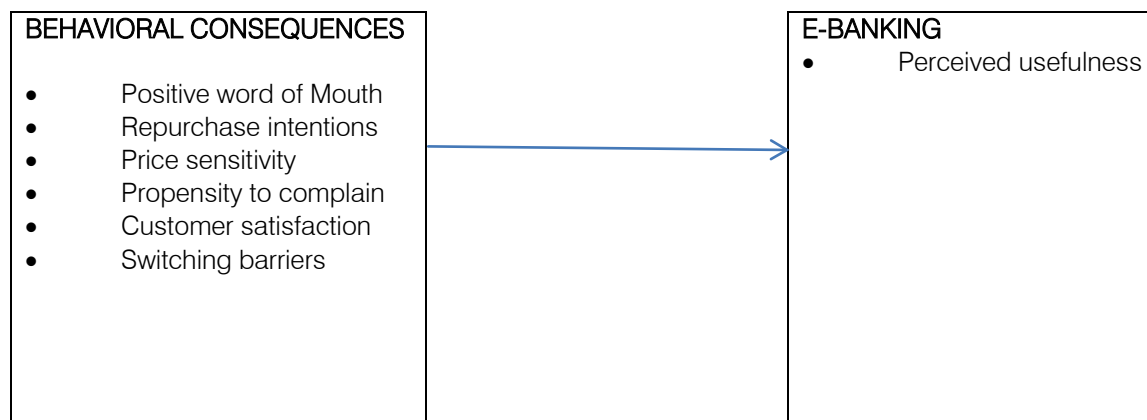 BEHAVIORAL CONSEQUENCES
• Positive word of Mouth
• Repurchase intentions
• Price sensitivity
• Propensity to complain
• Customer satisfaction
• Switching barriers
E-BANKING
• Perceived usefulness